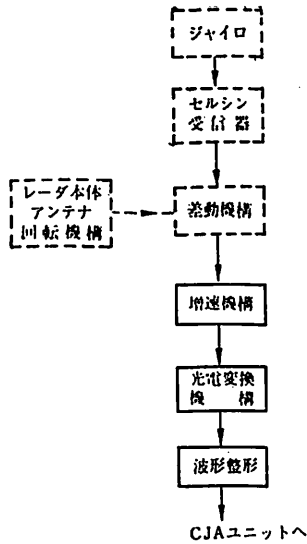 ジャイロ
セルシン
受信器
レーダ本体
アンテナ
回転機構
差動機構
増速機構
光電変換
機構
波形整形
CJAユニットへ